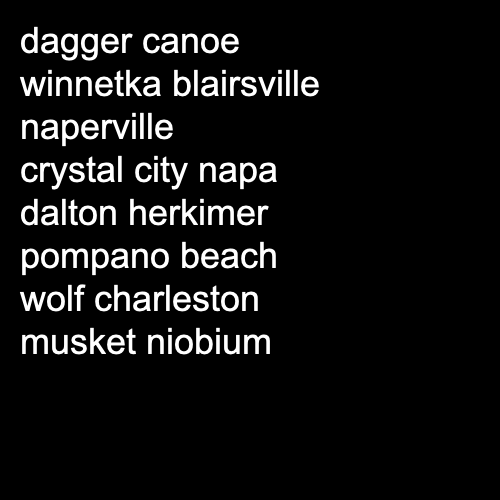 dagger canoe
winnetka blairsville
naperville
crystal city napa
dalton herkimer
pompano beach
wolf charleston
musket niobium